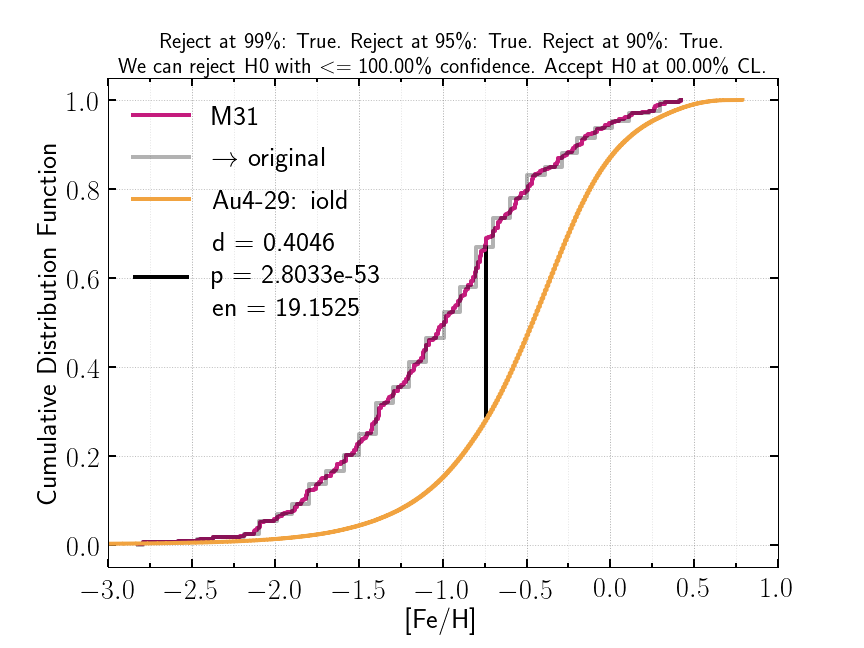 Reject at 99%: True. Reject at 95%: True. Reject at 90%: True.
We can reject H0 with <= 100.00% confidence. Accept H0 at 00.00% CL.
M31
→ original
Au4-29: iold
d = 0.4046
p = 2.8033e-53
en = 19.1525
Cumulative Distribution Function
1.0
0.8
0.6
0.4
0.2
0.0
−3.0 −2.5 −2.0 −1.5 −1.0 −0.5 0.0 0.5 1.0
[Fe/H]